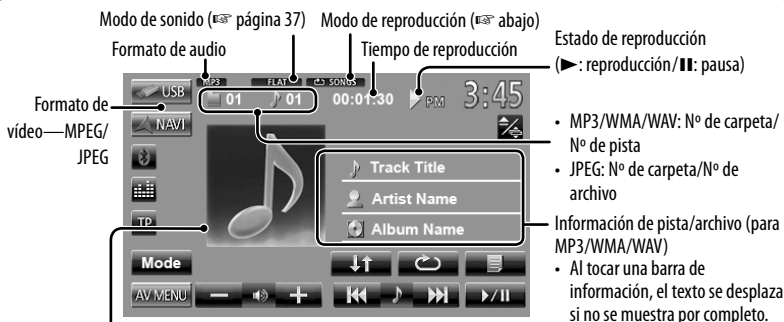 Modo de sonido (☞ página 37)
Modo de reproducción (☞ abajo)
Formato de audio
Tiempo de reproducción
Estado de reproducción
(►: reproducción/▮▮: pausa)
Formato de
vídeo—MPEG/
JPEG
USB
MP3
FLAT
SONGS
01
01
00:01:30
PM
3:45
NAVI
TP
Track Title
Artist Name
Album Name
Mode
AV MENU
• MP3/WMA/WAV: Nº de carpeta/
Nº de pista
• JPEG: Nº de carpeta/Nº de
archivo
Información de pista/archivo (para
MP3/WMA/WAV)
• Al tocar una barra de
información, el texto se desplaza
si no se muestra por completo.